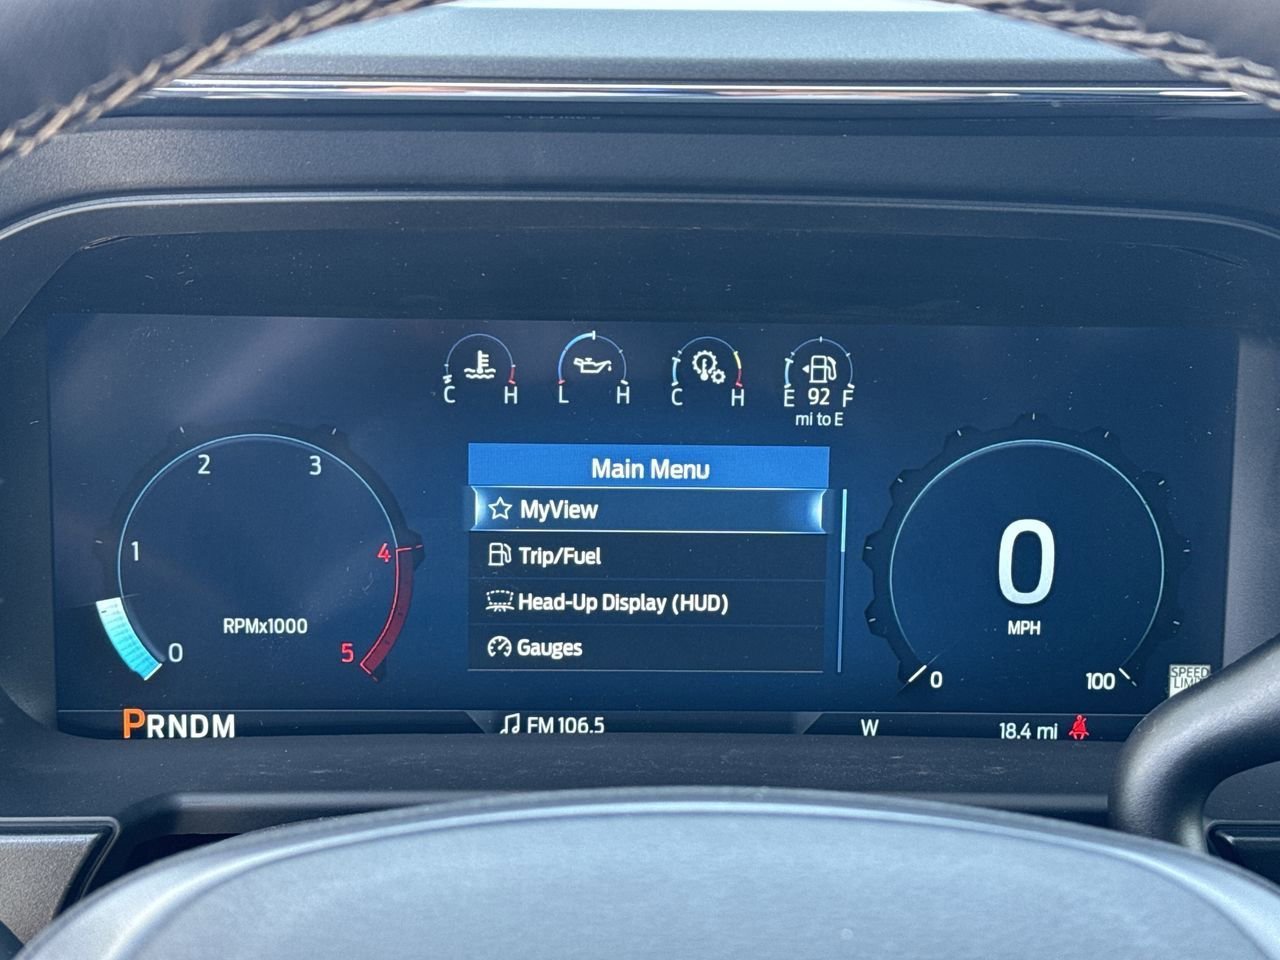 C H
L H
C H
E 92 F
mi to E
Main Menu
MyView
Trip/Fuel
Head-Up Display (HUD)
Gauges
0
1
2
3
4
5
RPMx1000
0
MPH
0
100
SPEED
PRNDM
FM 106.5
W
18.4 mi